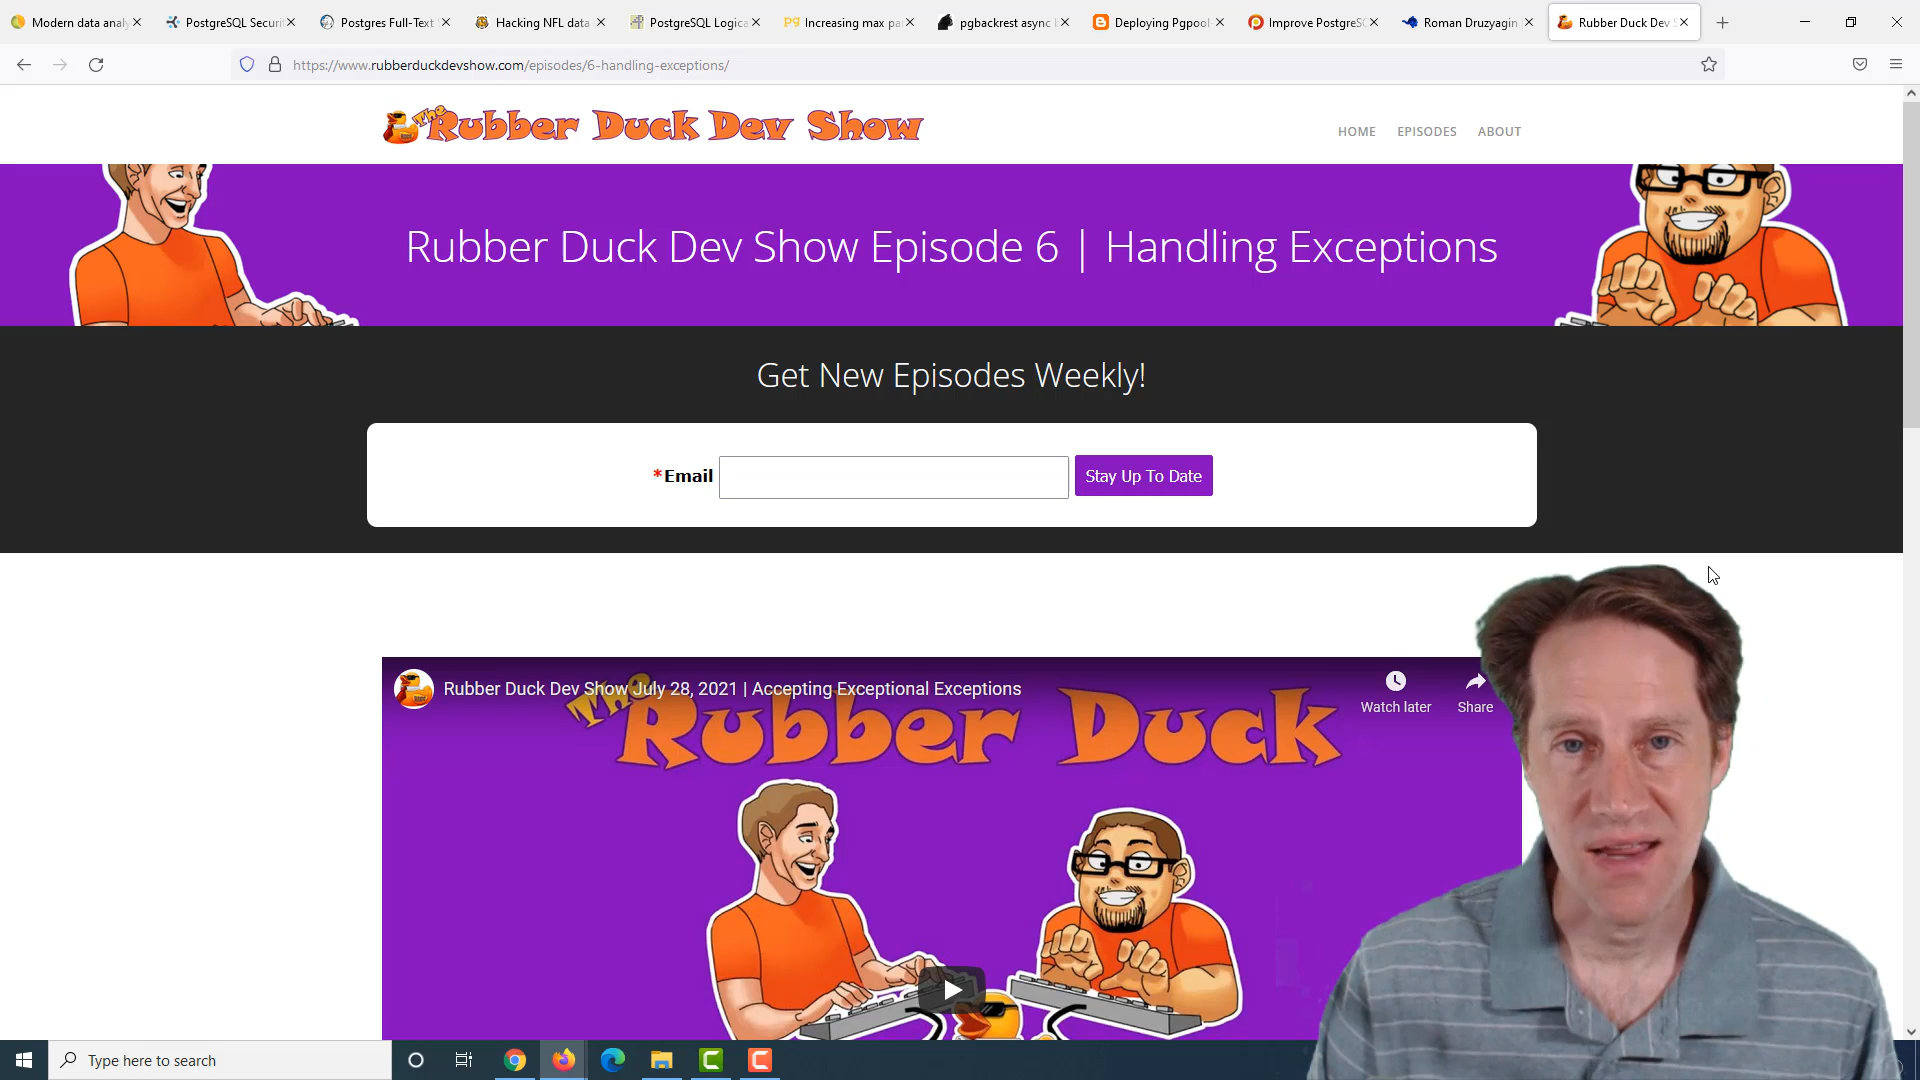 Modern data analy
PostgreSQL Securi
Postgres Full-Text
Hacking NFL data
PostgreSQL Logica
Increasing max pa
pgbackrest async
Deploying Pgpool-
Improve PostgreSQ
Roman Druzyagin
Rubber Duck Dev S
https://www.rubberduckdevshow.com/episodes/6-handling-exceptions/
The Rubber Duck Dev Show
HOME EPISODES ABOUT
Rubber Duck Dev Show Episode 6 | Handling Exceptions
Get New Episodes Weekly!
*Email
Stay Up To Date
Rubber Duck Dev Show July 28, 2021 | Accepting Exceptional Exceptions
Watch later
Share
The
Rubber Duck
Type here to search